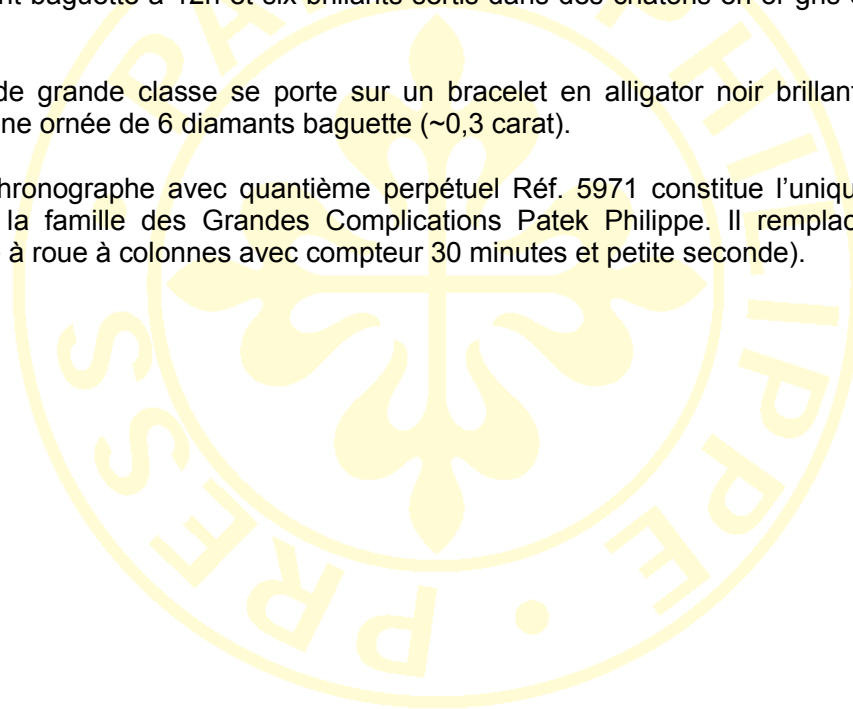 nt baguette à 12h et six brillants sertis dans des chatons en or gris
de grande classe se porte sur un bracelet en alligator noir brillant
ne ornée de 6 diamants baguette (~0,3 carat).
hronographe avec quantième perpétuel Réf. 5971 constitue l’uniqu
la famille des Grandes Complications Patek Philippe. Il remplac
à roue à colonnes avec compteur 30 minutes et petite seconde).
PHILIPPE • PRESS